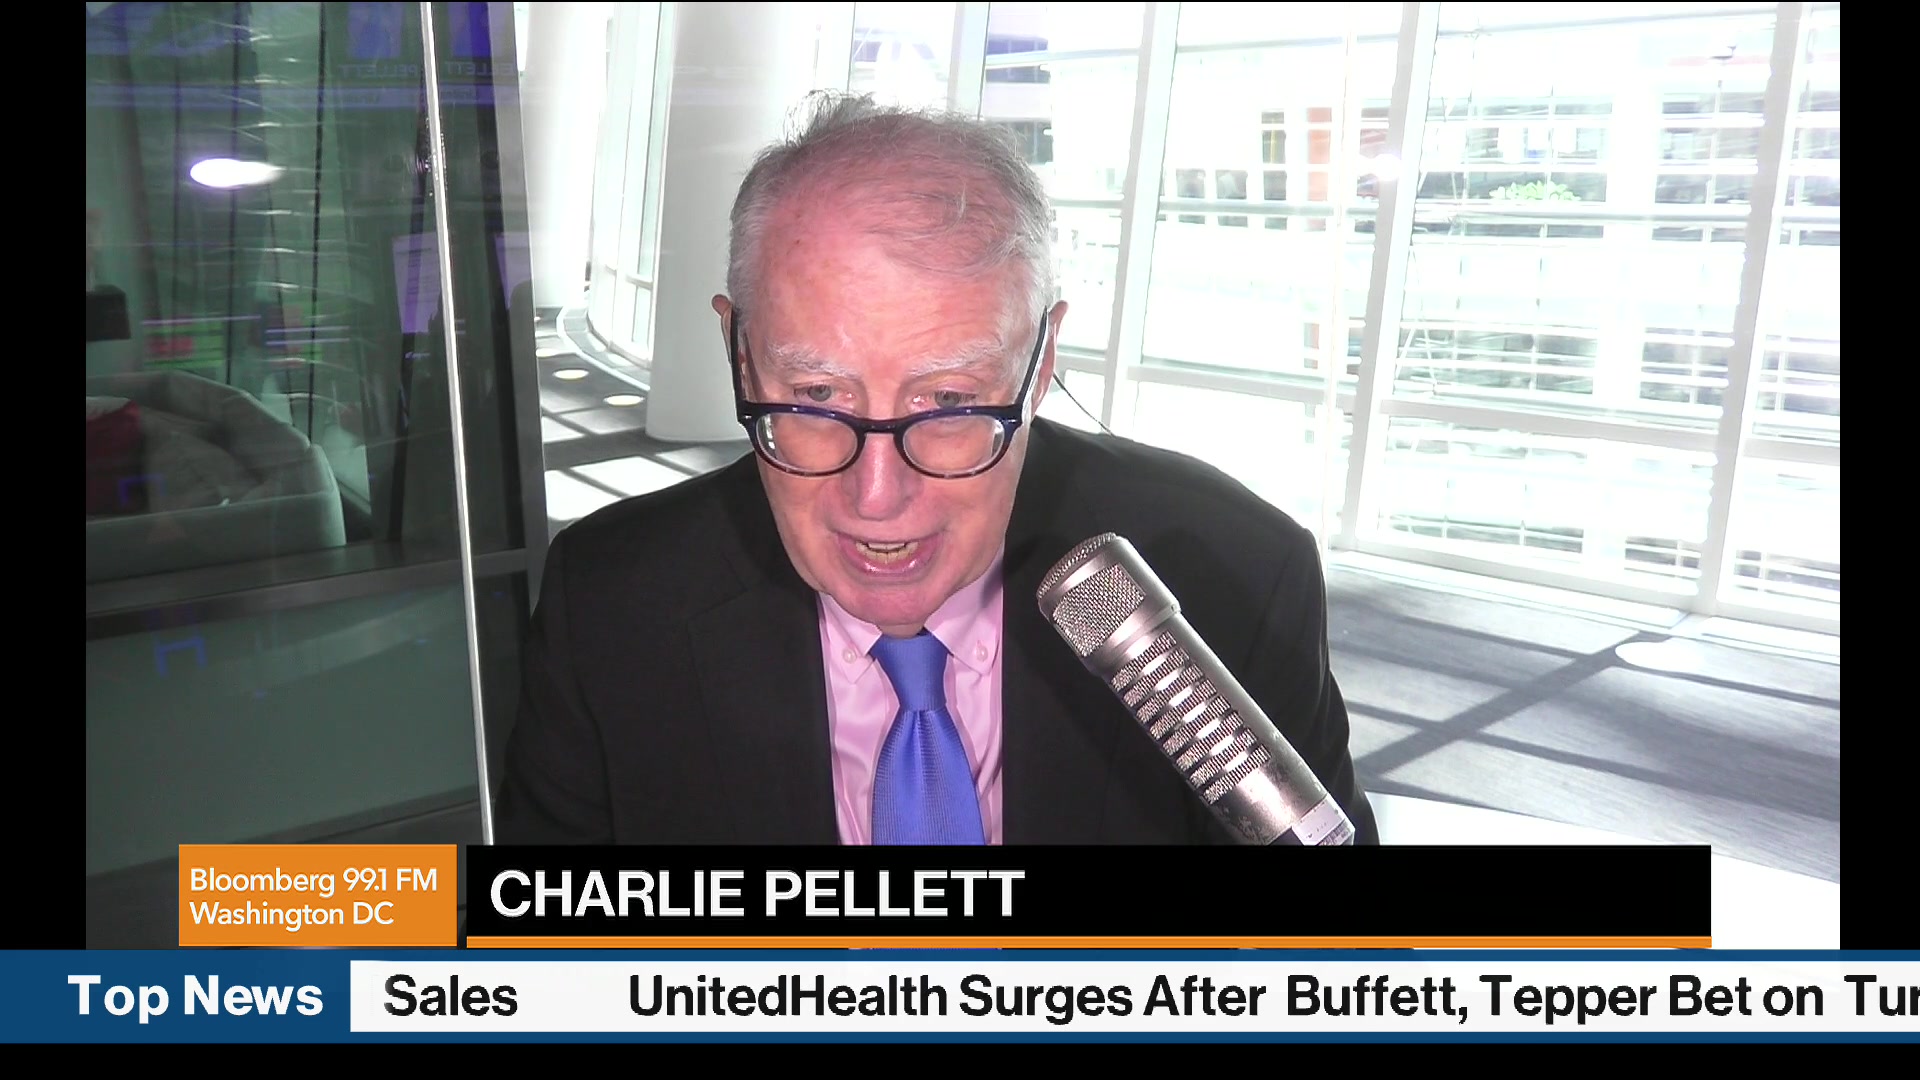 Bloomberg 99.1 FM
Washington DC
CHARLIE PELLETT
Top News
Sales UnitedHealth Surges After Buffett, Tepper Bet on Tur